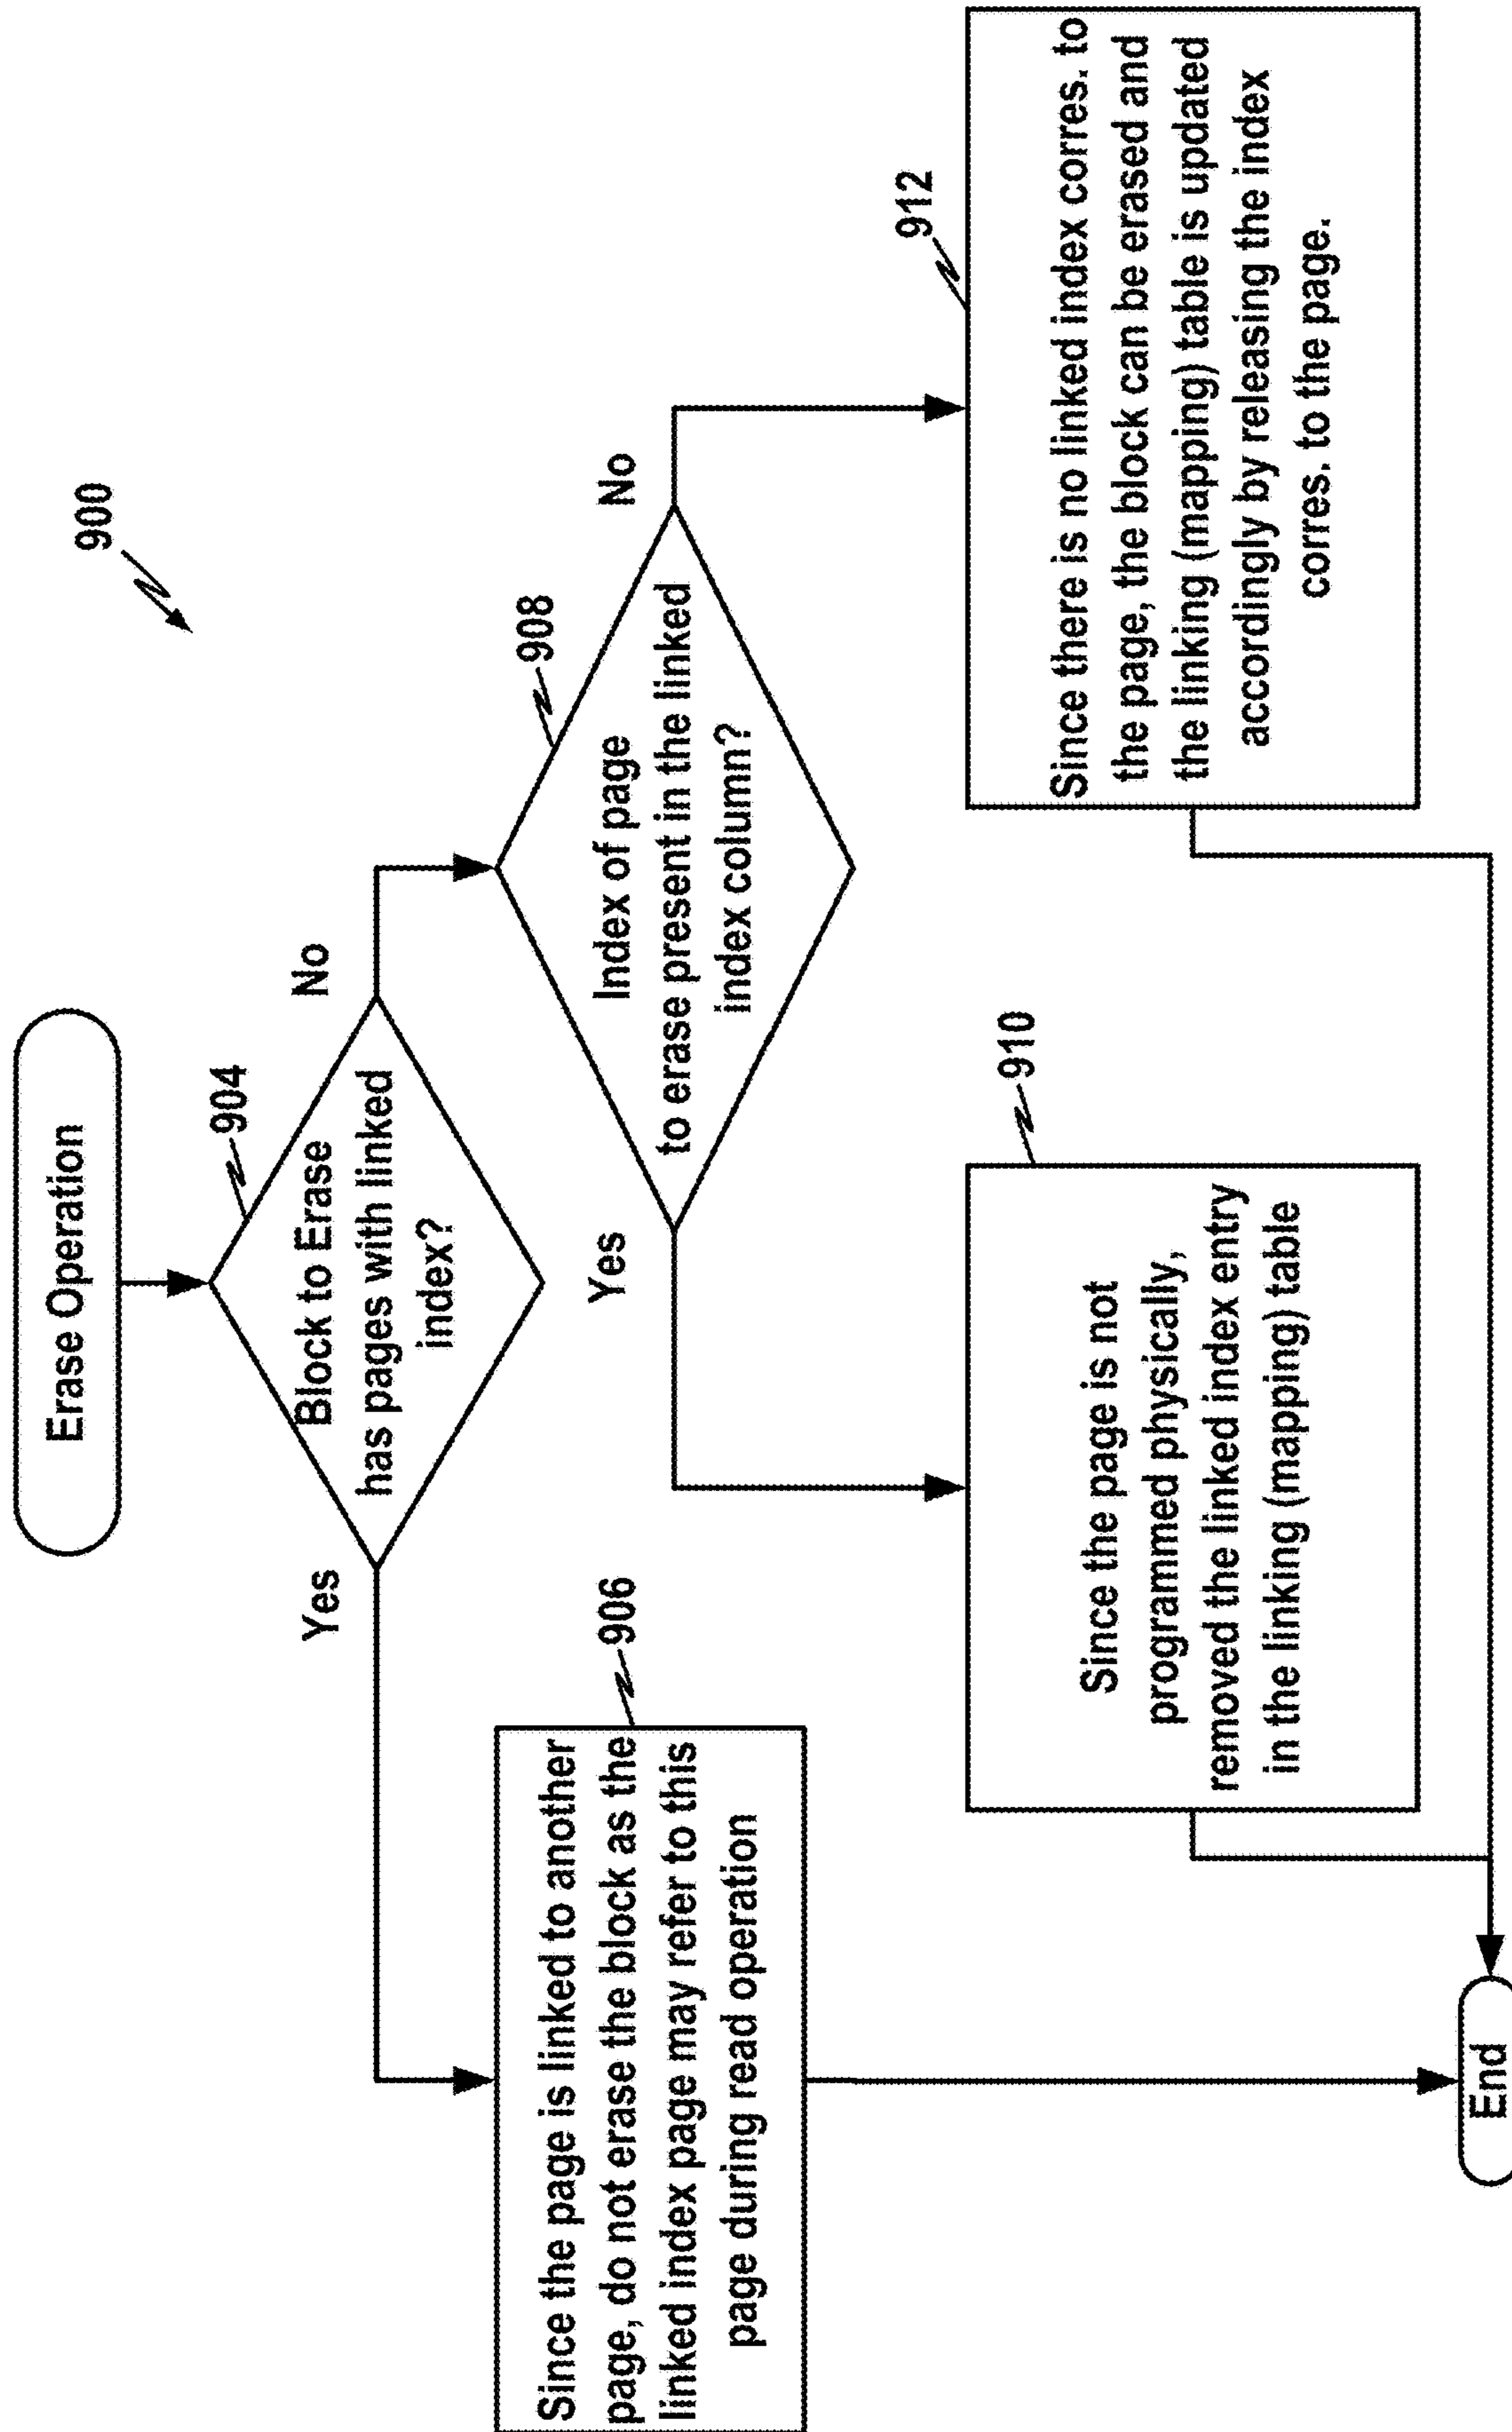 900
Erase Operation
904
Block to Erase
has pages with linked
index?
Yes
No
906
Since the page is linked to another
page, do not erase the block as the
linked index page may refer to this
page during read operation
908
Index of page
to erase present in the linked
index column?
Yes
No
910
Since the page is not
programmed physically,
removed the linked index entry
in the linking (mapping) table
912
Since there is no linked index corres. to
the page, the block can be erased and
the linking (mapping) table is updated
accordingly by releasing the index
corres. to the page.
End